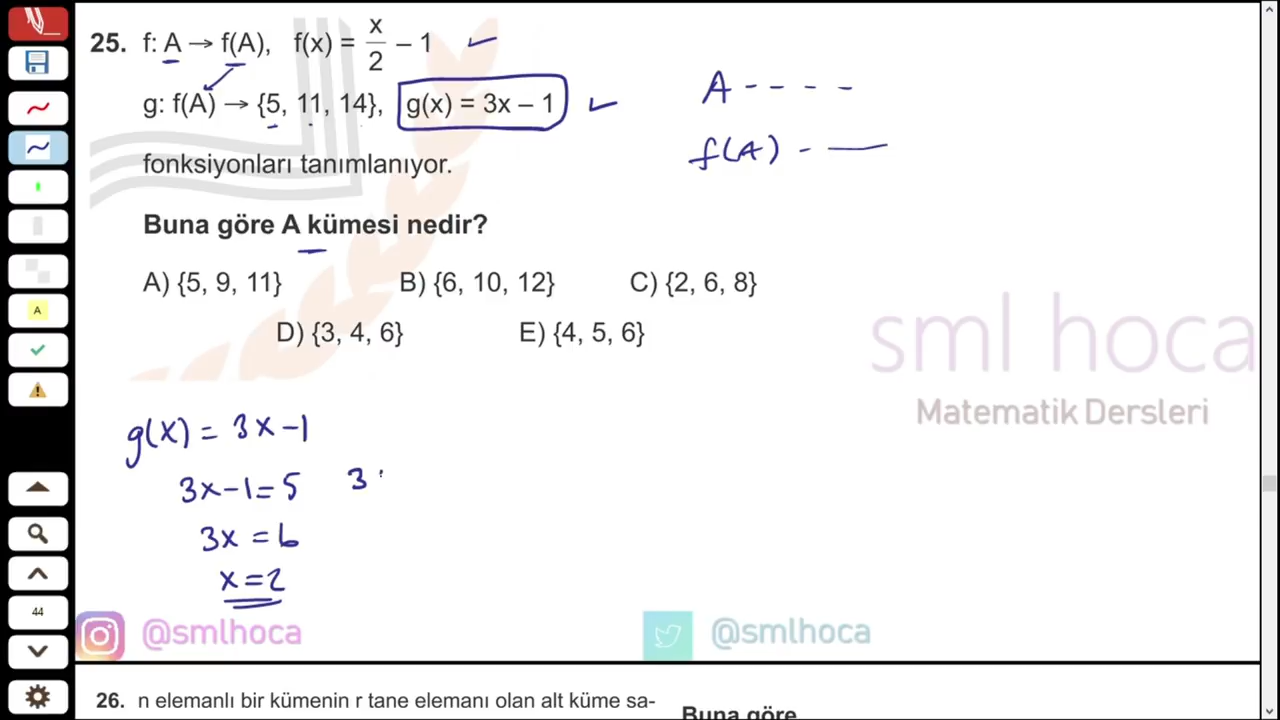 25. f: A → f(A), f(x) = x/2 – 1
g: f(A) → {5, 11, 14}, g(x) = 3x – 1
fonksiyonları tanımlanıyor.
Buna göre A kümesi nedir?
A) {5, 9, 11} B) {6, 10, 12} C) {2, 6, 8}
D) {3, 4, 6} E) {4, 5, 6}
A - - - -
f(A) - —
sml hoca
Matematik Dersleri
g(x) = 3x-1
3x-1=5 3
3x = 6
x=2
@smlhoca @smlhoca
A
44
26. n elemanlı bir kümenin r tane elemanı olan alt küme sa-
Buna göre